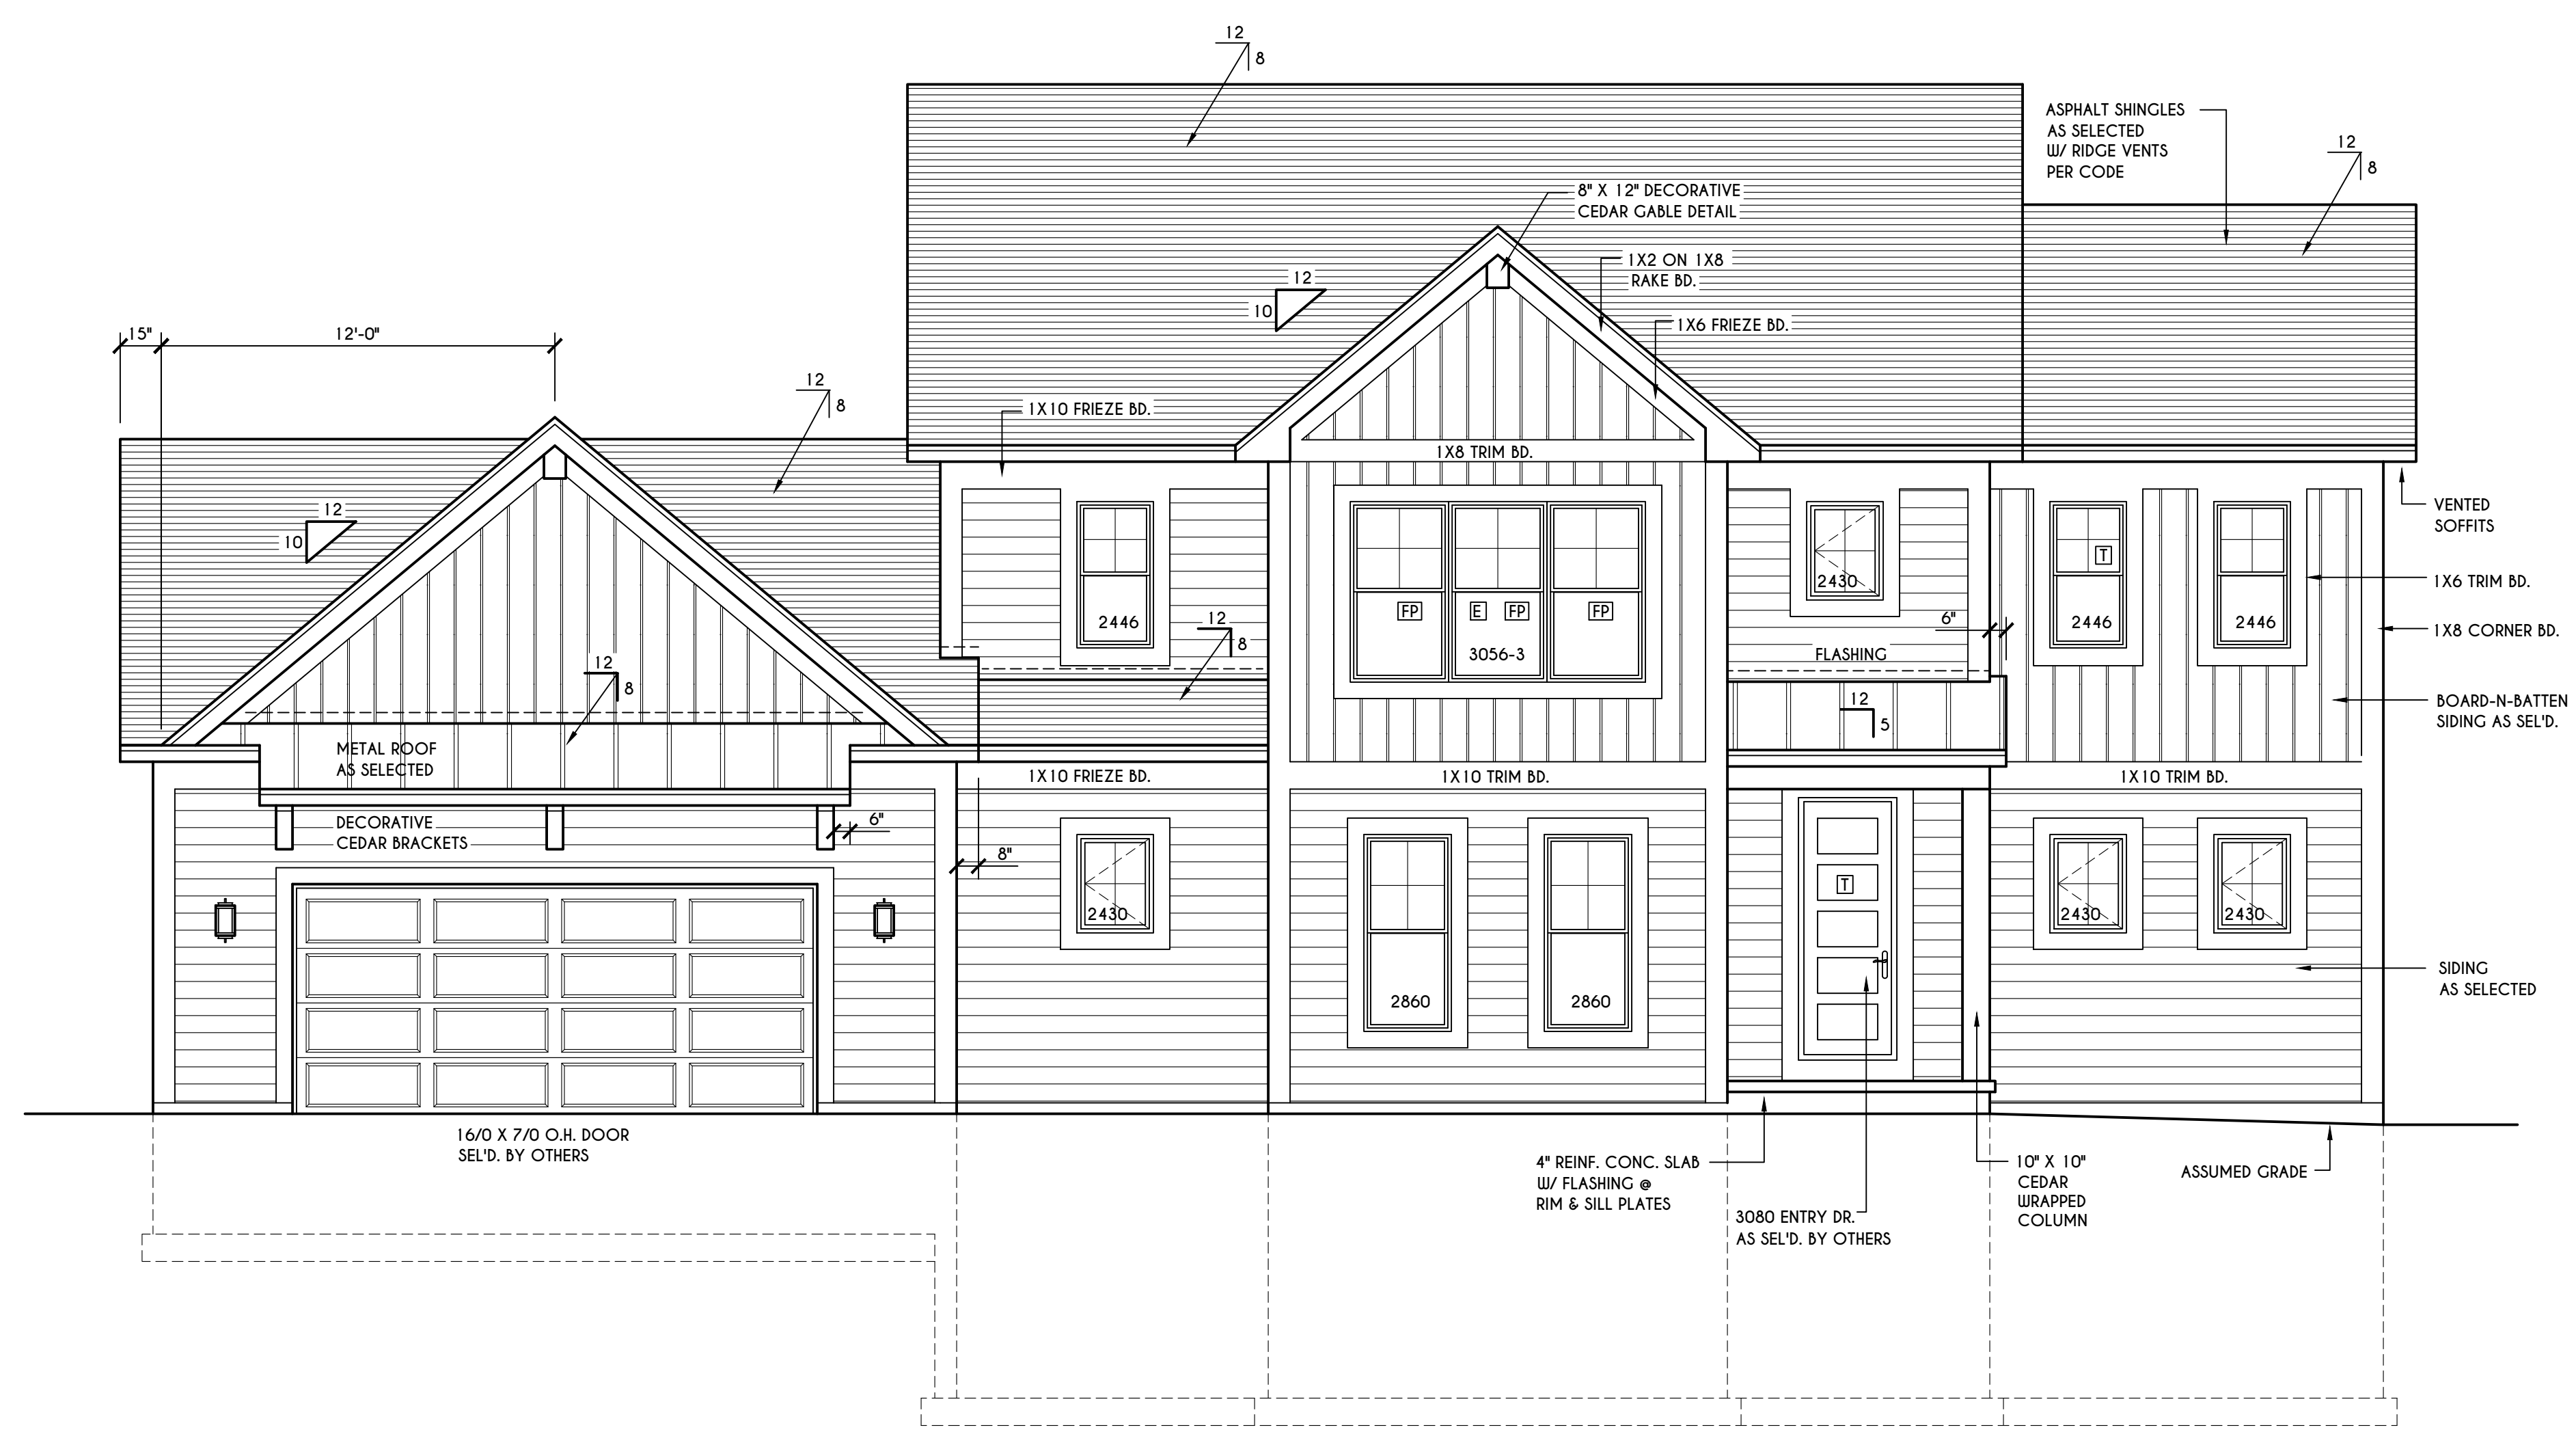 12
8
ASPHALT SHINGLES
AS SELECTED
W/ RIDGE VENTS
PER CODE
12
8
8" X 12" DECORATIVE
CEDAR GABLE DETAIL
1X2 ON 1X8
RAKE BD.
12
10
1X6 FRIEZE BD.
15"
12'-0"
12
8
1X10 FRIEZE BD.
1X8 TRIM BD.
12
10
VENTED
SOFFITS
T
1X6 TRIM BD.
2430
FP
E
FP
FP
2446
12
8
6"
2446
2446
1X8 CORNER BD.
3056-3
FLASHING
12
8
12
5
BOARD-N-BATTEN
SIDING AS SEL'D.
METAL ROOF
AS SELECTED
1X10 FRIEZE BD.
1X10 TRIM BD.
1X10 TRIM BD.
DECORATIVE
CEDAR BRACKETS
6"
8"
T
2430
2430
2430
SIDING
AS SELECTED
2860
2860
16/0 X 7/0 O.H. DOOR
SEL'D. BY OTHERS
4" REINF. CONC. SLAB
W/ FLASHING @
RIM & SILL PLATES
3080 ENTRY DR.
AS SEL'D. BY OTHERS
10" X 10"
CEDAR
WRAPPED
COLUMN
ASSUMED GRADE